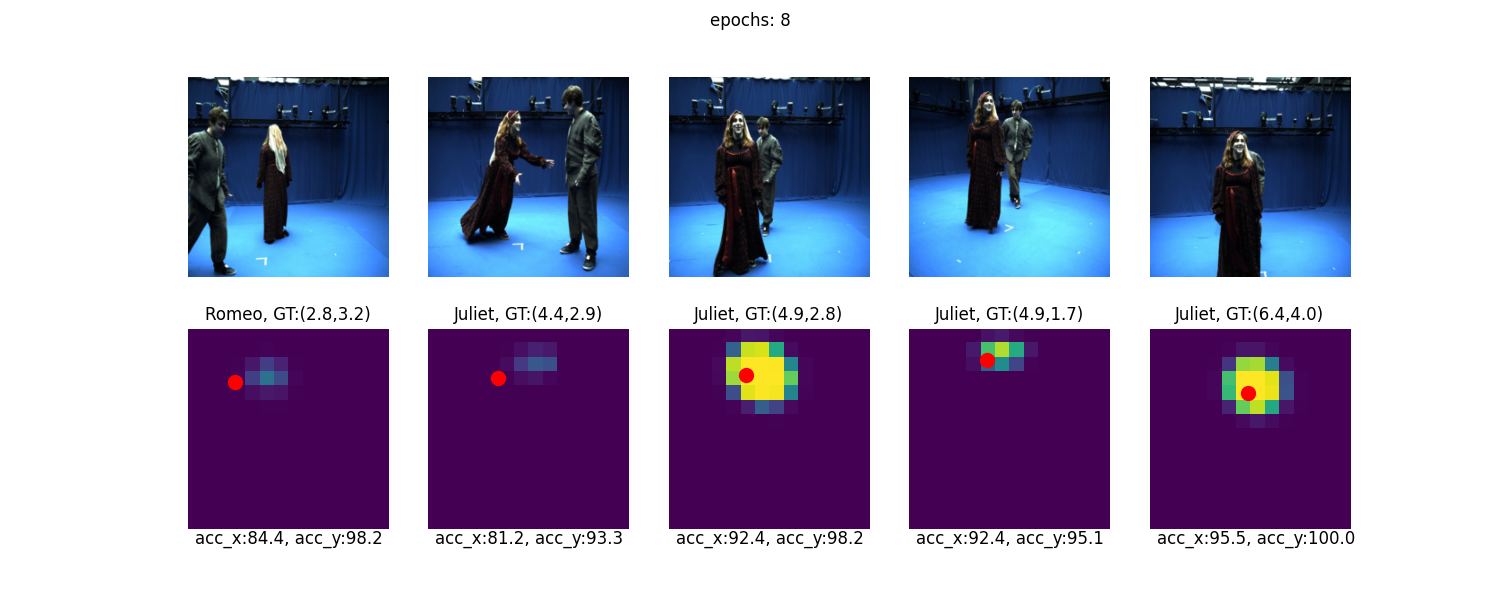 epochs: 8
Romeo, GT:(2.8,3.2)
Juliet, GT:(4.4,2.9)
Juliet, GT:(4.9,2.8)
Juliet, GT:(4.9,1.7)
Juliet, GT:(6.4,4.0)
acc_x:84.4, acc_y:98.2
acc_x:81.2, acc_y:93.3
acc_x:92.4, acc_y:98.2
acc_x:92.4, acc_y:95.1
acc_x:95.5, acc_y:100.0